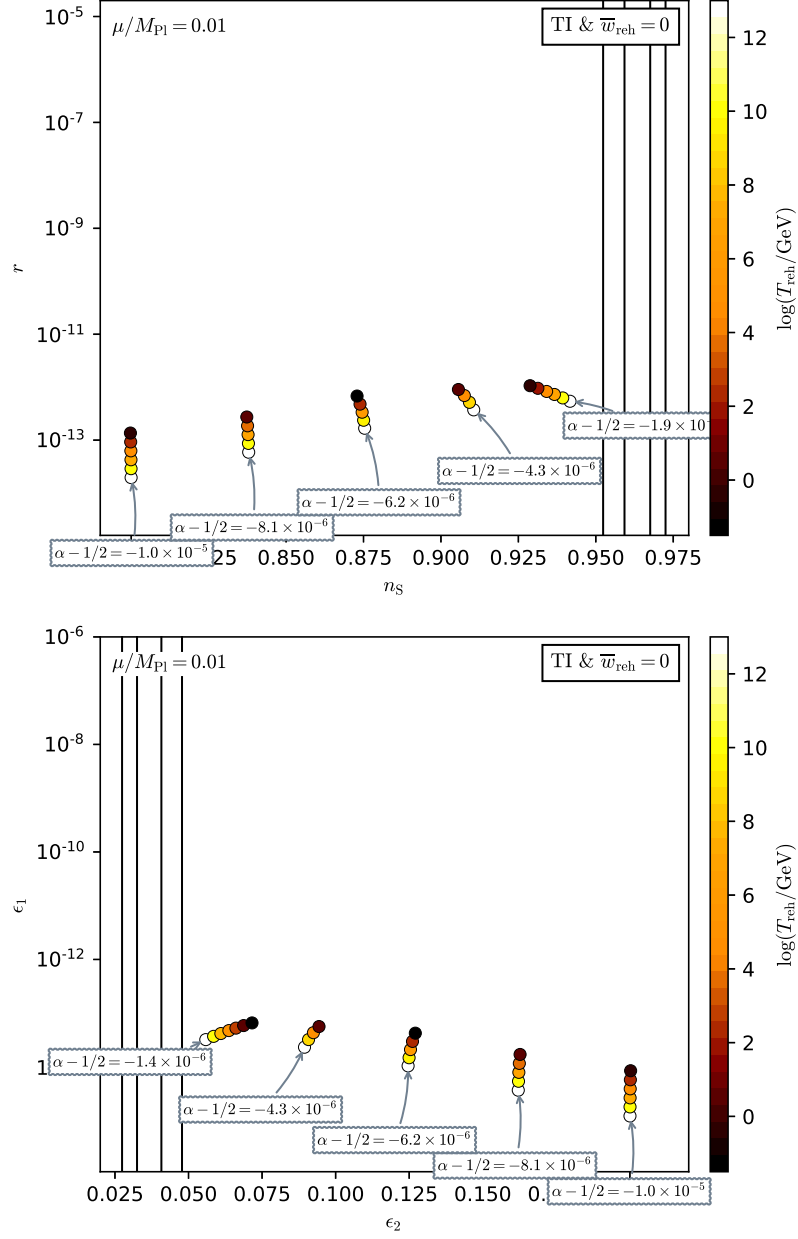 μ/M_Pl = 0.01
TI & w̅_reh = 0
10^-5
10^-7
10^-9
10^-11
10^-13
r
α − 1/2 = −1.9 × 10
α − 1/2 = −4.3 × 10^-6
α − 1/2 = −6.2 × 10^-6
α − 1/2 = −8.1 × 10^-6
α − 1/2 = −1.0 × 10^-5
25 0.850 0.875 0.900 0.925 0.950 0.975
n_S
12
10
8
6
4
2
0
log(T_reh/GeV)
μ/M_Pl = 0.01
TI & w̅_reh = 0
10^-6
10^-8
10^-10
10^-12
1
ϵ_1
α − 1/2 = −1.4 × 10^-6
α − 1/2 = −4.3 × 10^-6
α − 1/2 = −6.2 × 10^-6
α − 1/2 = −8.1 × 10^-6
α − 1/2 = −1.0 × 10^-5
0.025 0.050 0.075 0.100 0.125 0.150 0.
ϵ_2
12
10
8
6
4
2
0
log(T_reh/GeV)